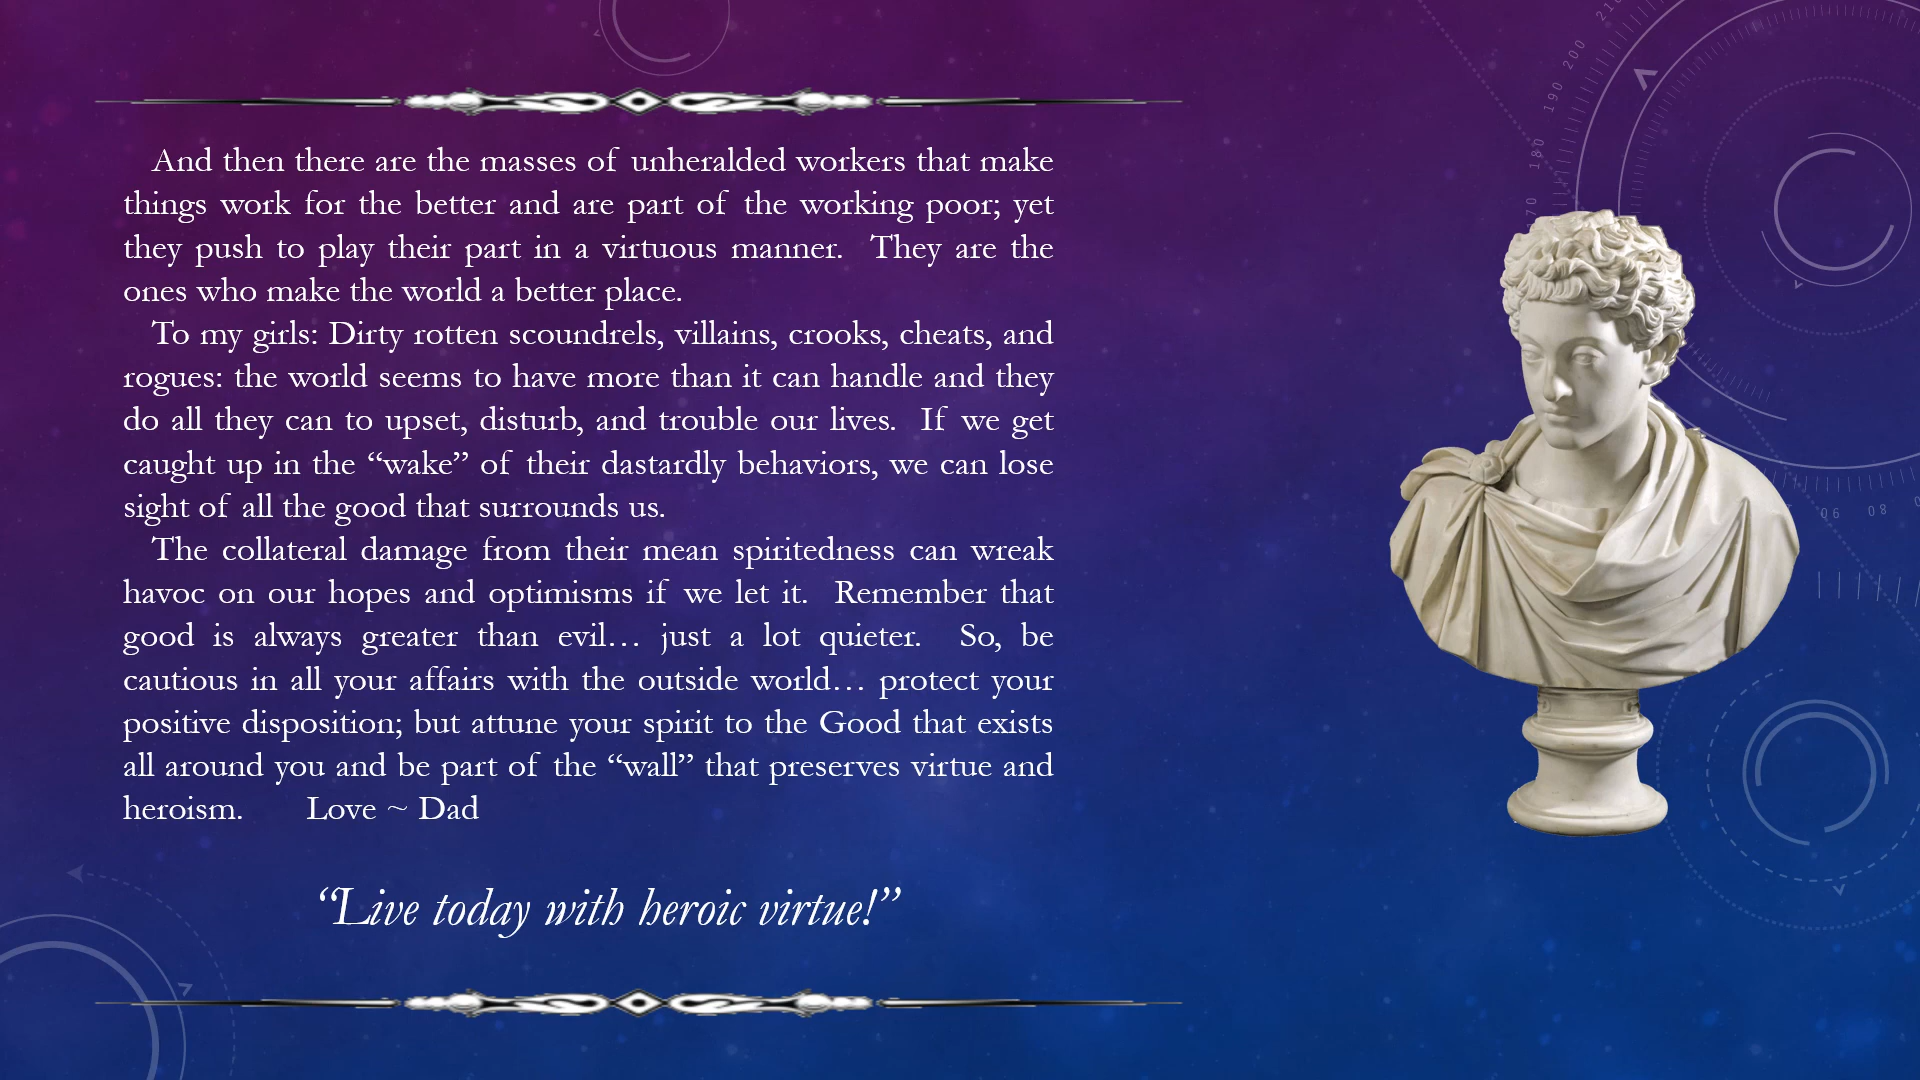 And then there are the masses of unheralded workers that make
things work for the better and are part of the working poor; yet
they push to play their part in a virtuous manner.  They are the
ones who make the world a better place.
To my girls: Dirty rotten scoundrels, villains, crooks, cheats, and
rogues: the world seems to have more than it can handle and they
do all they can to upset, disturb, and trouble our lives.  If we get
caught up in the “wake” of their dastardly behaviors, we can lose
sight of all the good that surrounds us.
The collateral damage from their mean spiritedness can wreak
havoc on our hopes and optimisms if we let it.  Remember that
good is always greater than evil… just a lot quieter.  So, be
cautious in all your affairs with the outside world… protect your
positive disposition; but attune your spirit to the Good that exists
all around you and be part of the “wall” that preserves virtue and
heroism.      Love ~ Dad
“Live today with heroic virtue!”
210
200
190
180
90
80